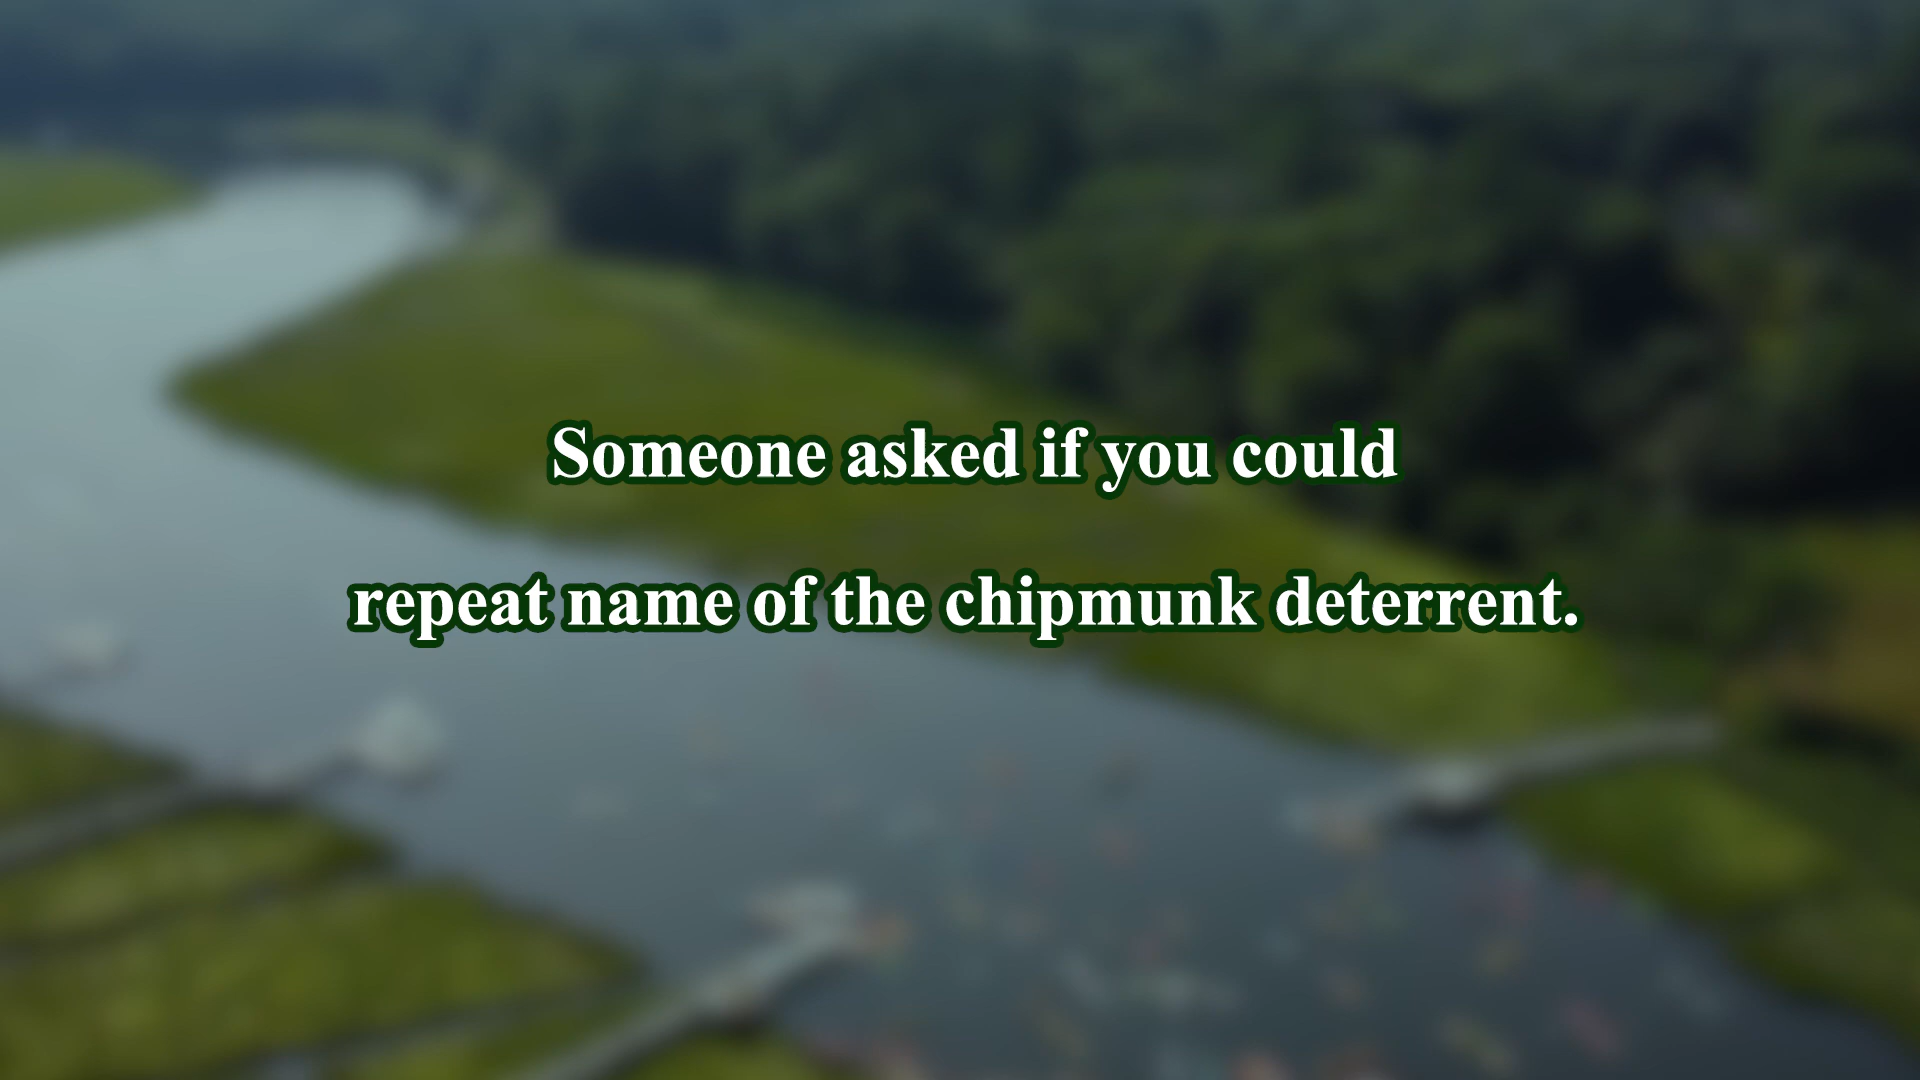 Someone asked if you could
repeat name of the chipmunk deterrent.